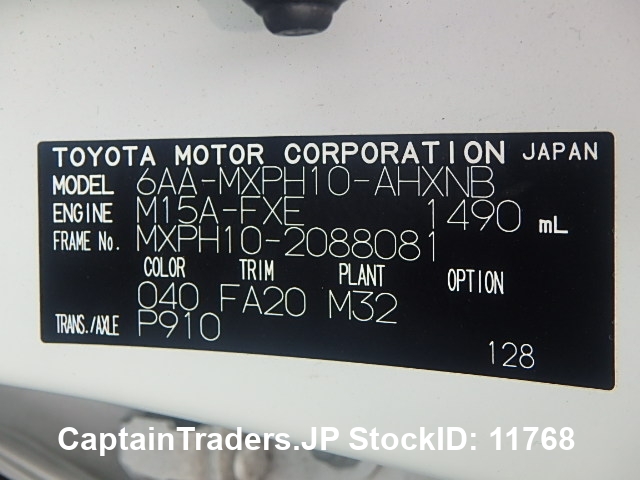 TOYOTA MOTOR CORPORATION JAPAN
MODEL 6AA-MXPH10-AHXNB
ENGINE M15A-FXE 1490 mL
FRAME No. MXPH10-2088081
COLOR TRIM PLANT OPTION
040 FA20 M32
TRANS./AXLE P910
128
CaptainTraders.JP StockID: 11768